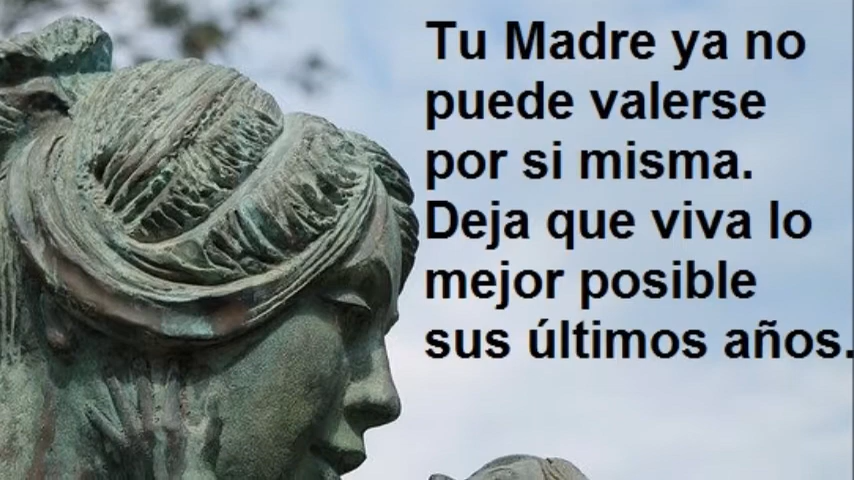 Tu Madre ya no
puede valerse
por si misma.
Deja que viva lo
mejor posible
sus últimos años.